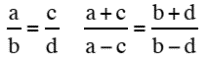 a/b = c/d (a + c)/(a − c) = (b + d)/(b − d)